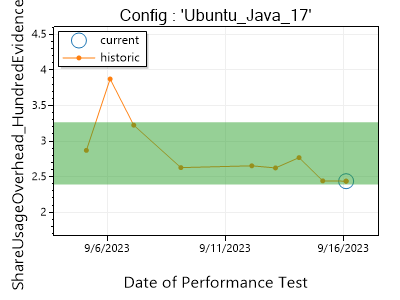 Config : 'Ubuntu_Java_17'
ShareUsageOverhead_HundredEvidence
current
historic
4.5
4
3.5
3
2.5
2
9/6/2023
9/11/2023
9/16/2023
Date of Performance Test